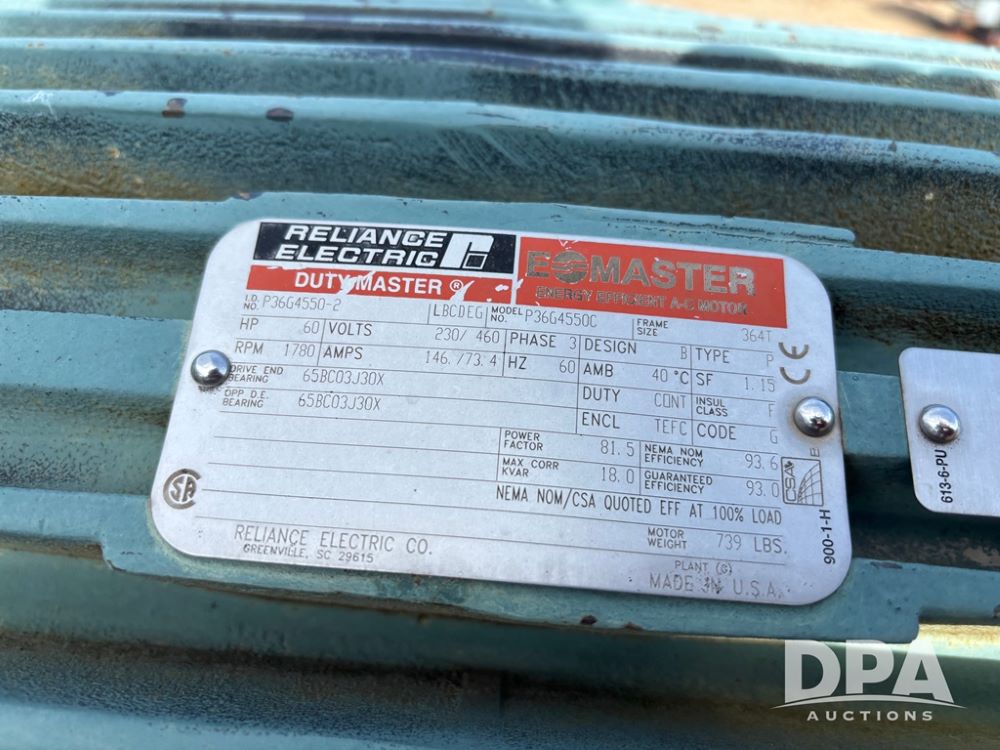 RELIANCE ELECTRIC
DUTY MASTER ®
E MASTER
ENERGY EFFICIENT A-C MOTOR
I.D. NO. P36G4550-2 LBCDEG MODEL NO. P36G4550C FRAME SIZE 364T
HP 60 VOLTS 230/ 460 PHASE 3 DESIGN B TYPE P
RPM 1780 AMPS 146./73.4 HZ 60 AMB 40 °C SF 1.15
DRIVE END BEARING 65BC03J30X DUTY CONT INSUL CLASS F
OPP D.E. BEARING 65BC03J30X ENCL TEFC CODE G
POWER FACTOR 81.5 NEMA NOM EFFICIENCY 93.6
MAX CORR KVAR 18.0 GUARANTEED EFFICIENCY 93.0
NEMA NOM/CSA QUOTED EFF AT 100% LOAD
RELIANCE ELECTRIC CO. MOTOR WEIGHT 739 LBS.
GREENVILLE, SC 29615
PLANT (G)
MADE IN U.S.A.
CE
SA
CSA
900-1-H
613-6-PU
DPA
AUCTIONS